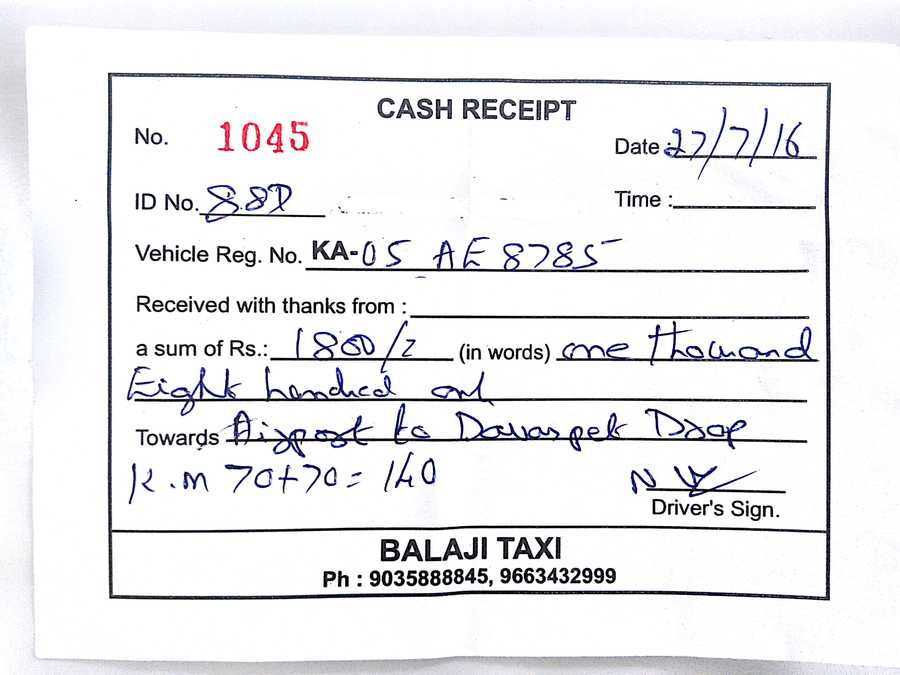 CASH RECEIPT
No. 1045
Date : 27/7/16
ID No. 88D
Time :
Vehicle Reg. No. KA-05 AE 8785
Received with thanks from :
a sum of Rs.: 1800/- (in words) one thousand
Eight hundred onl
Towards Airport to Davaspet Drop
K.m 70+70= 140
Driver's Sign.
BALAJI TAXI
Ph : 9035888845, 9663432999